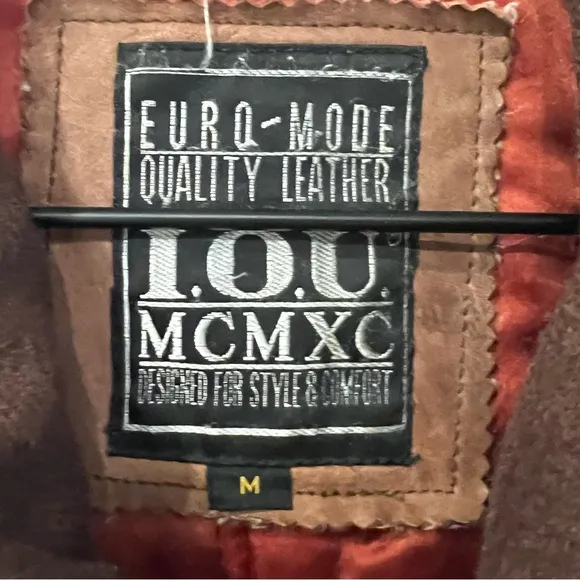 EURO-MODE
QUALITY LEATHER
I.O.U.
MCMXC
DESIGNED FOR STYLE & COMFORT
M